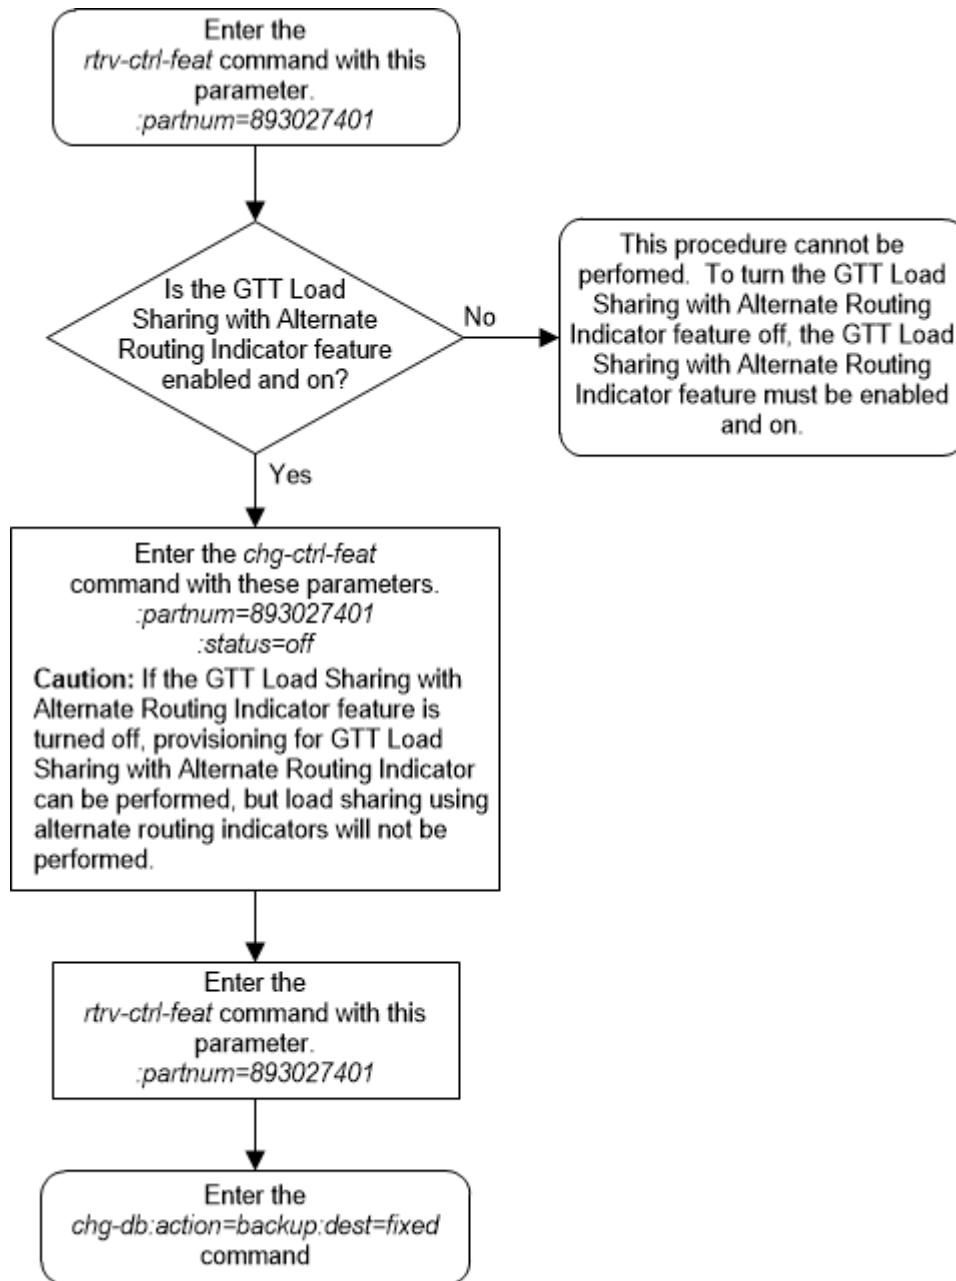 Enter the
rtrv-ctrl-feat command with this
parameter.
:partnum=893027401
Is the GTT Load
Sharing with Alternate
Routing Indicator feature
enabled and on?
No
This procedure cannot be
perfomed. To turn the GTT Load
Sharing with Alternate Routing
Indicator feature off, the GTT Load
Sharing with Alternate Routing
Indicator feature must be enabled
and on.
Yes
Enter the chg-ctrl-feat
command with these parameters.
:partnum=893027401
:status=off
Caution: If the GTT Load Sharing with
Alternate Routing Indicator feature is
turned off, provisioning for GTT Load
Sharing with Alternate Routing Indicator
can be performed, but load sharing using
alternate routing indicators will not be
performed.
Enter the
rtrv-ctrl-feat command with this
parameter.
:partnum=893027401
Enter the
chg-db:action=backup:dest=fixed
command